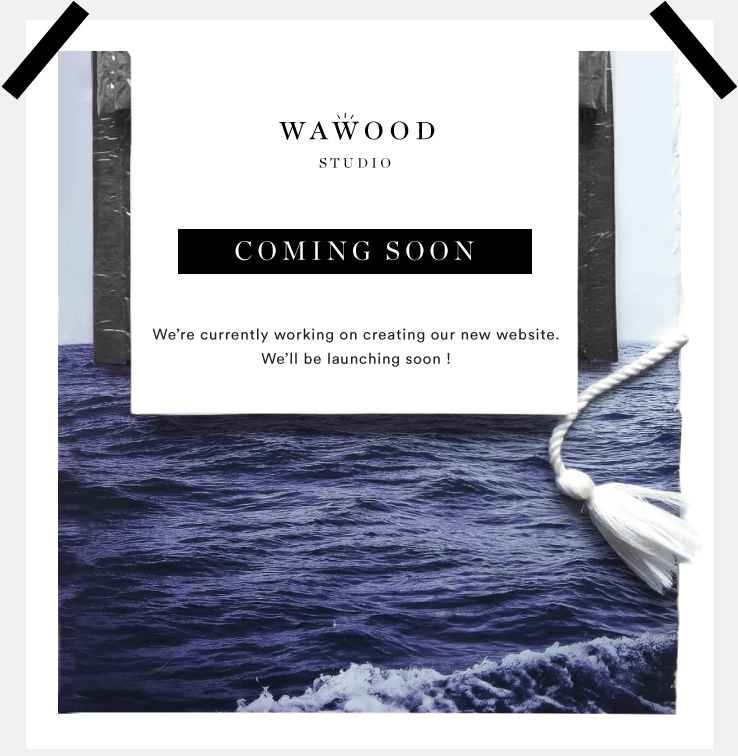 WAWOOD
STUDIO
COMING SOON
We're currently working on creating our new website.
We'll be launching soon !